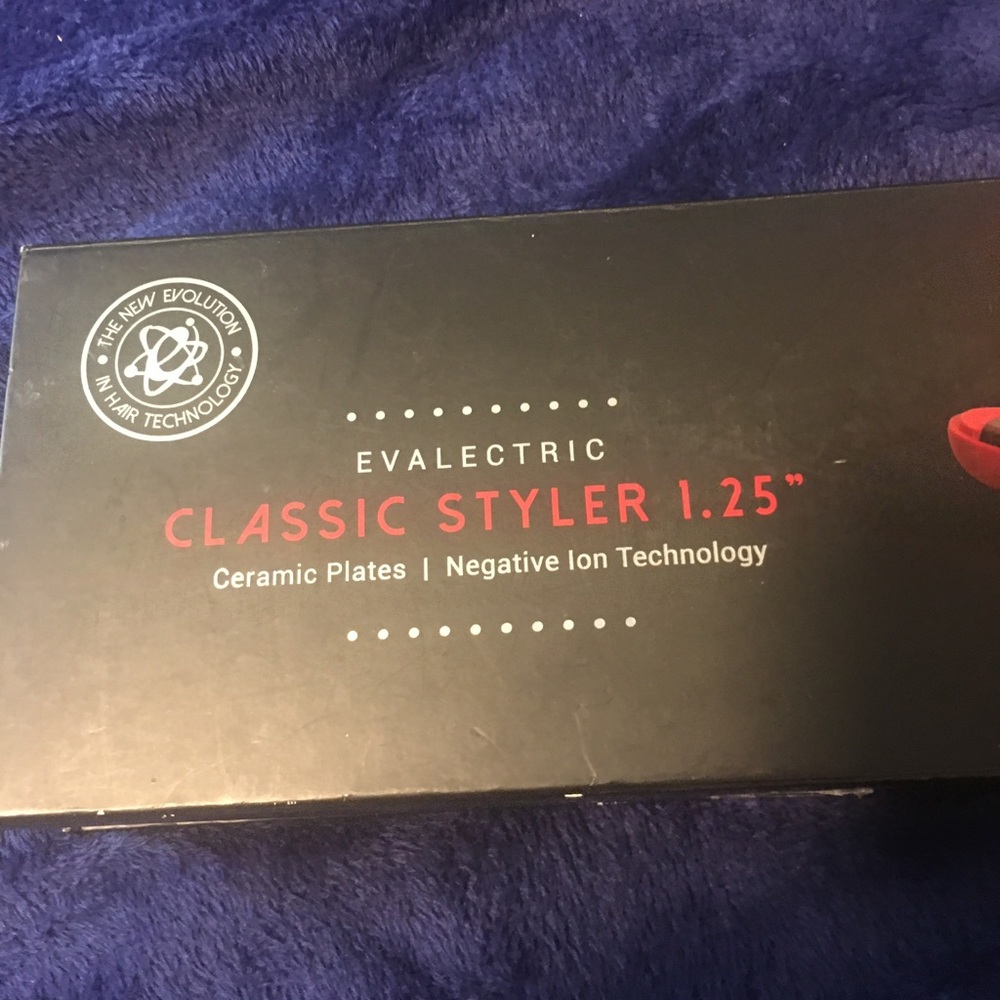 THE NEW EVOLUTION
IN HAIR TECHNOLOGY
EVALECTRIC
CLASSIC STYLER 1.25”
Ceramic Plates | Negative Ion Technology